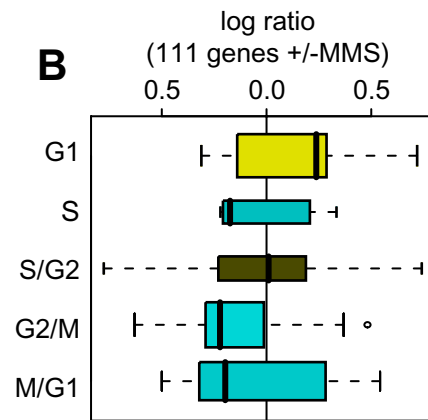 log ratio
(111 genes +/-MMS)
B
0.5 0.0 0.5
G1
S
S/G2
G2/M
M/G1